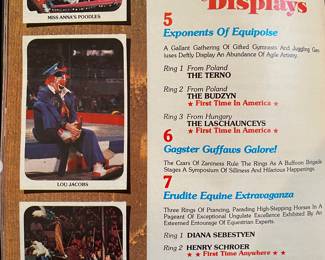 Displays
MISS ANNA'S POODLES
LOU JACOBS
5
Exponents Of Equipoise
A Gallant Gathering Of Gifted Gymnasts And Juggling Gen-
iuses Deftly Display An Abundance Of Agile Artistry.
Ring 1 From Poland
THE TERNO
Ring 2 From Poland
THE BUDZYN
★ First Time In America ★
Ring 3 From Hungary
THE LASCHAUNCEYS
★ First Time In America ★
6
Gagster Guffaws Galore!
The Czars Of Zaniness Rule The Rings As A Buffoon Brigade
Stages A Symposium Of Silliness And Hilarious Happenings.
7
Erudite Equine Extravaganza
Three Rings Of Prancing, Parading High-Stepping Horses In A
Pageant Of Exceptional Ungulate Excellence Exhibited By An
Esteemed Entourage Of Equestrian Experts.
Ring 1 DIANA SEBESTYEN
Ring 2 HENRY SCHROER
★ ★ First Time Anywhere ★ ★